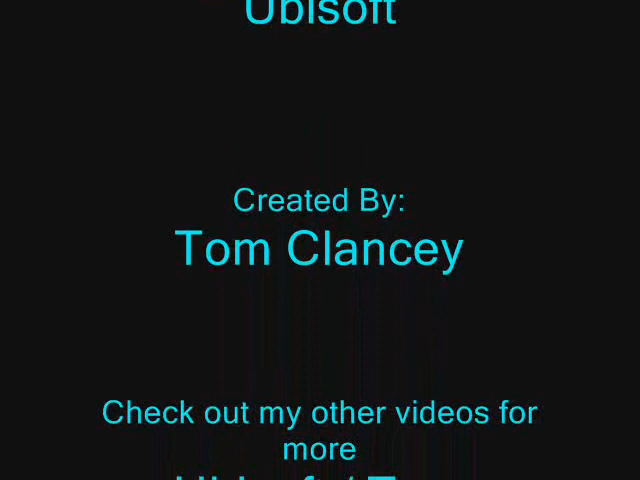 Ubisoft
Created By:
Tom Clancey
Check out my other videos for
more